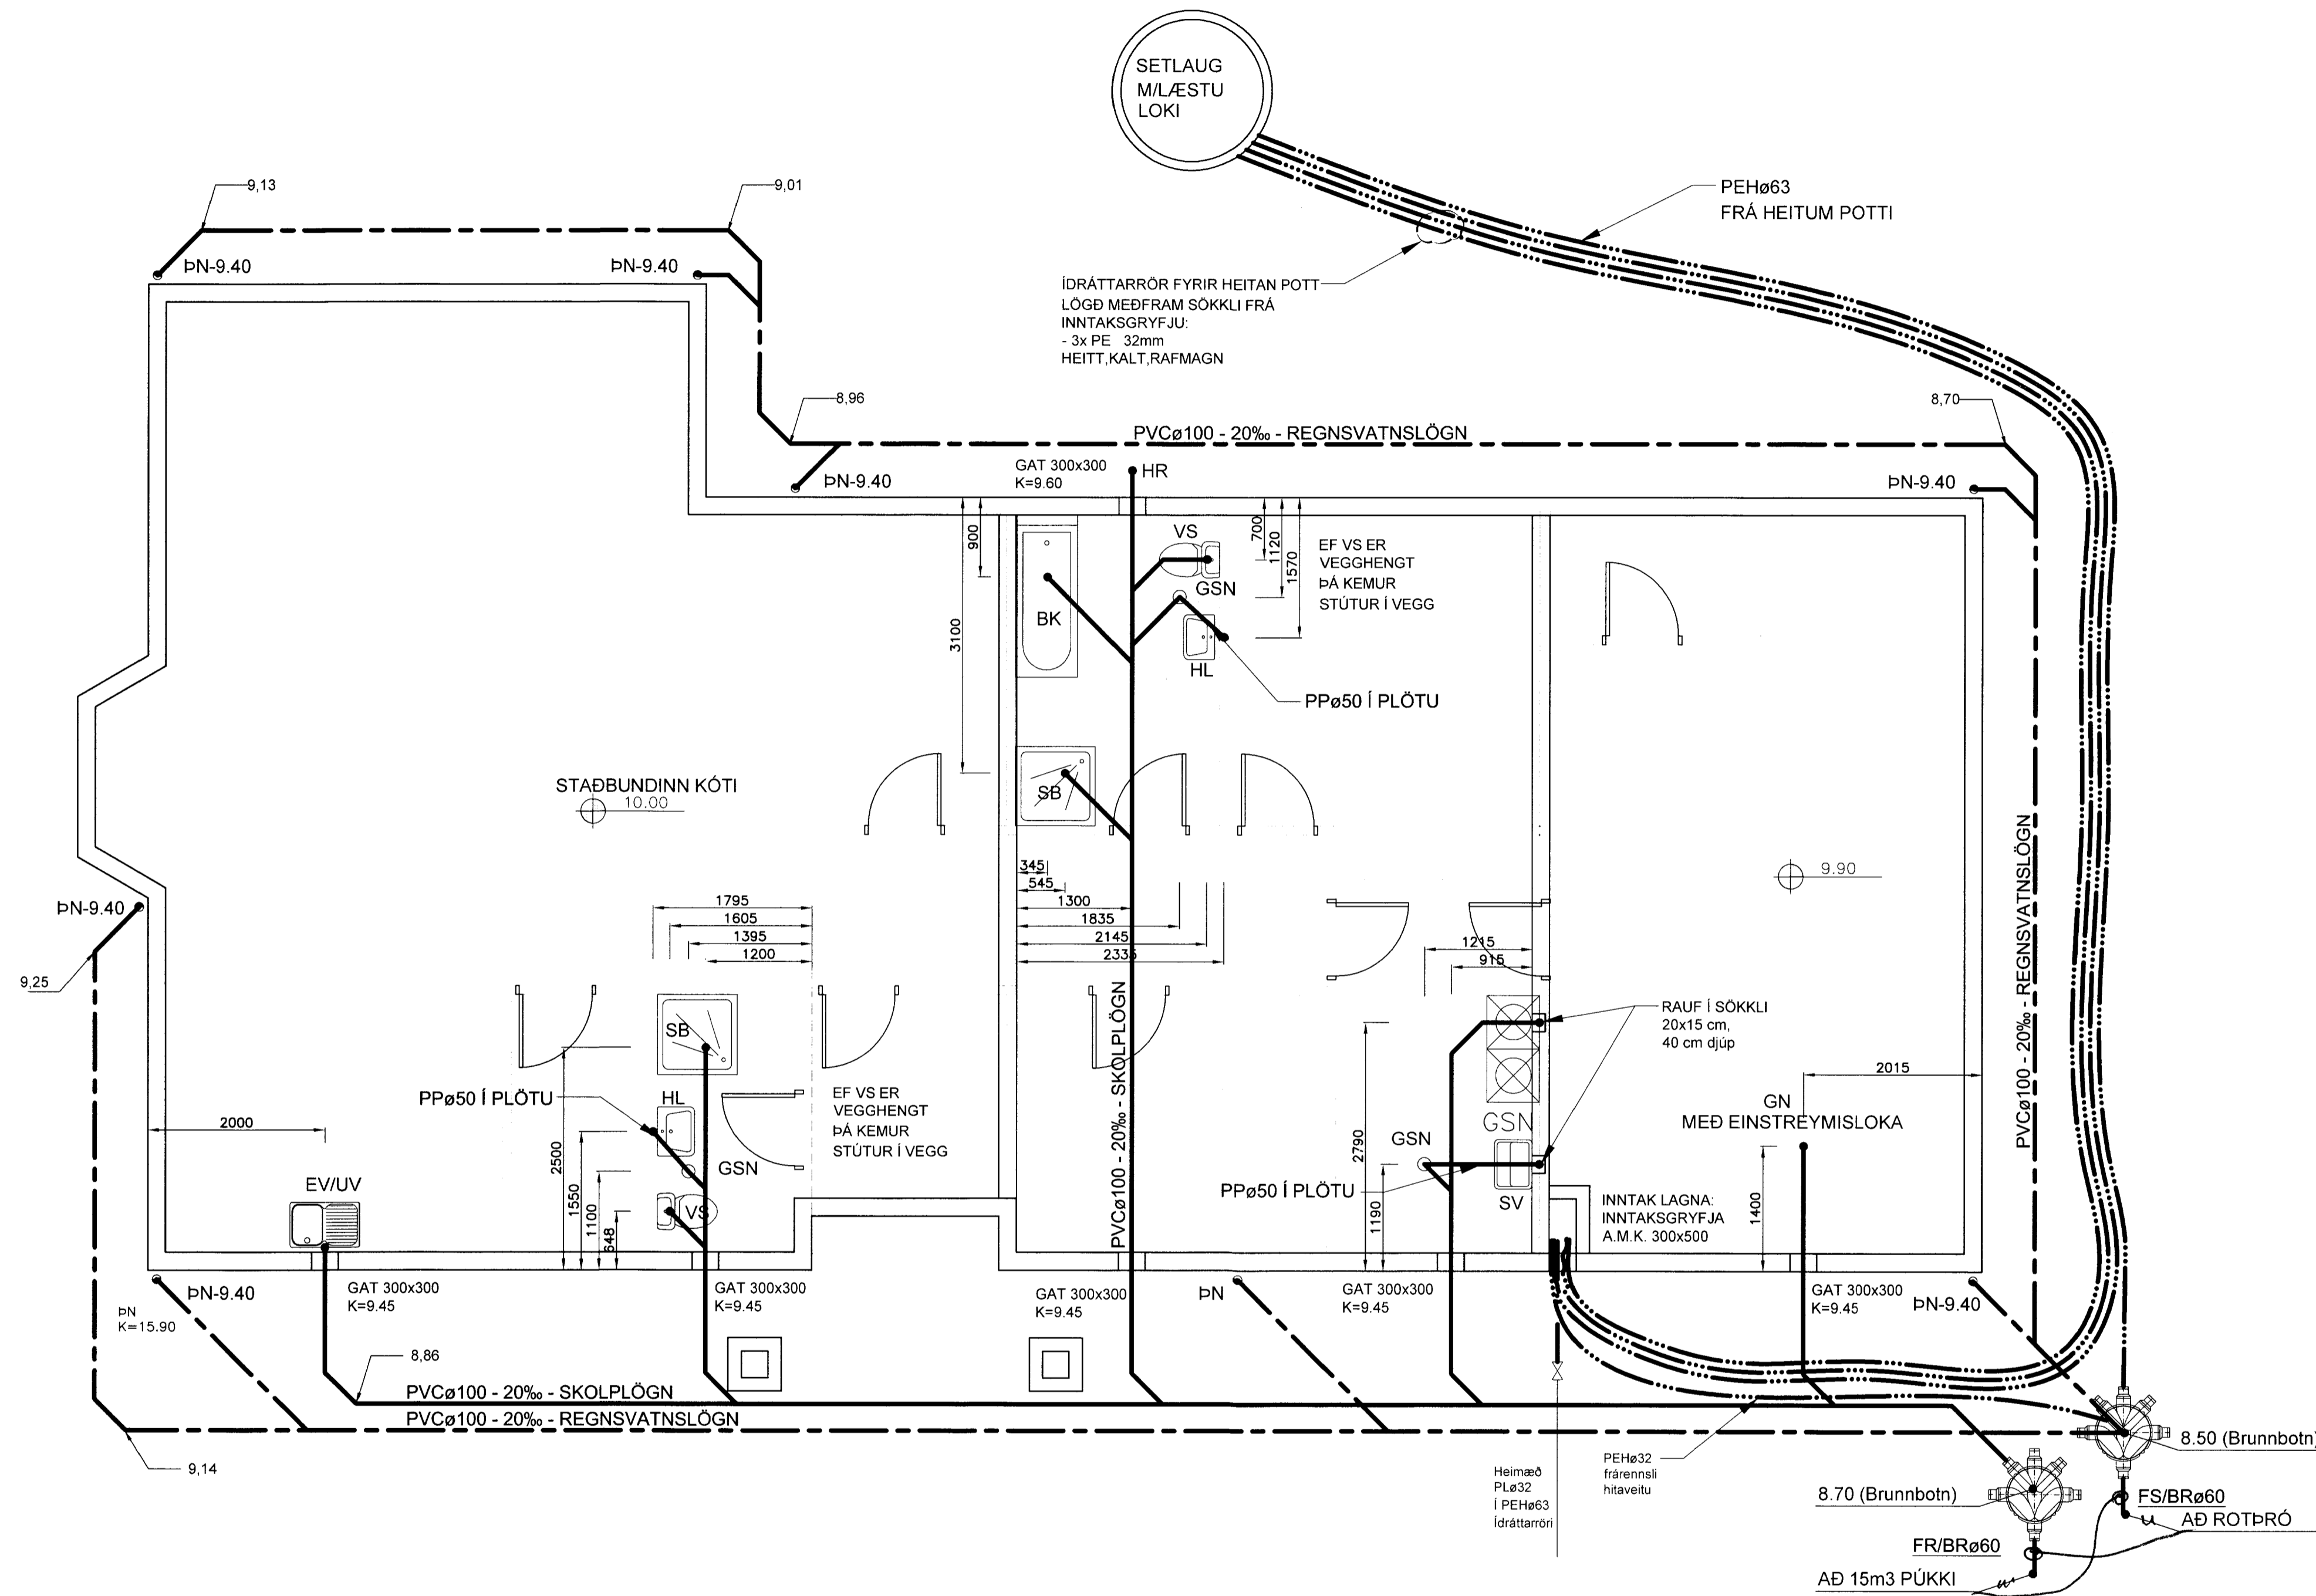 SETLAUG
M/LÆSTU
LOKI
PEHø63
FRÁ HEITUM POTTI
9,13
9,01
ÞN-9.40
ÞN-9.40
ÍDRÁTTARRÖR FYRIR HEITAN POTT
LÖGÐ MEÐFRAM SÖKKLI FRÁ
INNTAKSGRYFJU:
- 3x PE 32mm
HEITT,KALT,RAFMAGN
8,96
8,70
PVCø100 - 20‰ - REGNSVATNSLÖGN
GAT 300x300
K=9.60
HR
ÞN-9.40
ÞN-9.40
900
3100
VS
GSN
BK
HL
700
1120
1570
EF VS ER
VEGGHENGT
ÞÁ KEMUR
STÚTUR Í VEGG
PPø50 Í PLÖTU
STAÐBUNDINN KÓTI
10.00
SB
9.90
PVCø100 - 20‰ - REGNSVATNSLÖGN
345
545
1300
1835
2145
2335
1795
1605
1395
1200
ÞN-9.40
9,25
1215
915
RAUF Í SÖKKLI
20x15 cm,
40 cm djúp
PVCø100 - 20‰ - SKOLPLÖGN
SB
2500
PPø50 Í PLÖTU
HL
GSN
VS
EF VS ER
VEGGHENGT
ÞÁ KEMUR
STÚTUR Í VEGG
1550
1100
648
2000
EV/UV
2790
1190
GSN
GSN
PPø50 Í PLÖTU
SV
2015
GN
MEÐ EINSTREYMISLOKA
1400
INNTAK LAGNA:
INNTAKSGRYFJA
A.M.K. 300x500
ÞN-9.40
ÞN
K=15.90
GAT 300x300
K=9.45
GAT 300x300
K=9.45
GAT 300x300
K=9.45
ÞN
GAT 300x300
K=9.45
GAT 300x300
K=9.45
ÞN-9.40
8,86
PVCø100 - 20‰ - SKOLPLÖGN
PVCø100 - 20‰ - REGNSVATNSLÖGN
9,14
Heimæð
PLø32
Í PEHø63
Ídráttarröri
PEHø32
frárennsli
hitaveitu
8.50 (Brunnbotn)
8.70 (Brunnbotn)
FS/BRø60
AÐ ROTÞRÓ
FR/BRø60
AÐ 15m3 PÚKKI